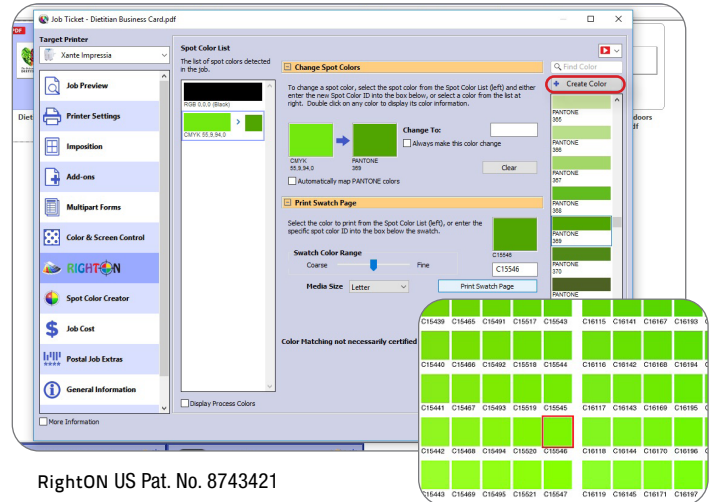 Job Ticket - Dietitian Business Card.pdf
Target Printer
Xante Impressia
Job Preview
Printer Settings
Imposition
Add-ons
Multipart Forms
Color & Screen Control
RIGHTON
Spot Color Creator
Job Cost
Postal Job Extras
General Information
More Information
Spot Color List
The list of spot colors detected
in the job.
RGB 0,0,0 (Black)
>
CMYK 55,9,94,0
Display Process Colors
Change Spot Colors
To change a spot color, select the spot color from the Spot Color List (left) and either
enter the new Spot Color ID into the box below, or select a color from the list at
right. Double click on any color to display its color information.
Change To:
Always make this color change
CMYK
55,9,94,0
PANTONE
369
Clear
Automatically map PANTONE colors
Print Swatch Page
Select the color to print from the Spot Color List (left), or enter the
specific spot color ID into the box below the swatch.
C15546
Swatch Color Range
Coarse
Fine
C15546
Media Size
Letter
Print Swatch Page
Color Matching not necessarily certified
Find Color
+ Create Color
PANTONE
365
PANTONE
366
PANTONE
367
PANTONE
368
PANTONE
369
PANTONE
370
PANTONE
PDF
Diet
doors
df
C15439 C15465 C15491 C15517 C15543 C16115 C16141 C16167 C16193
C15440 C15466 C15492 C15518 C15544 C16116 C16142 C16168 C16194
C15441 C15467 C15493 C15519 C15545 C16117 C16143 C16169 C16195
C15442 C15468 C15494 C15520 C15546 C16118 C16144 C16170 C16196
C15443 C15469 C15495 C15521 C15547 C16119 C16145 C16171 C16197
RightON US Pat. No. 8743421